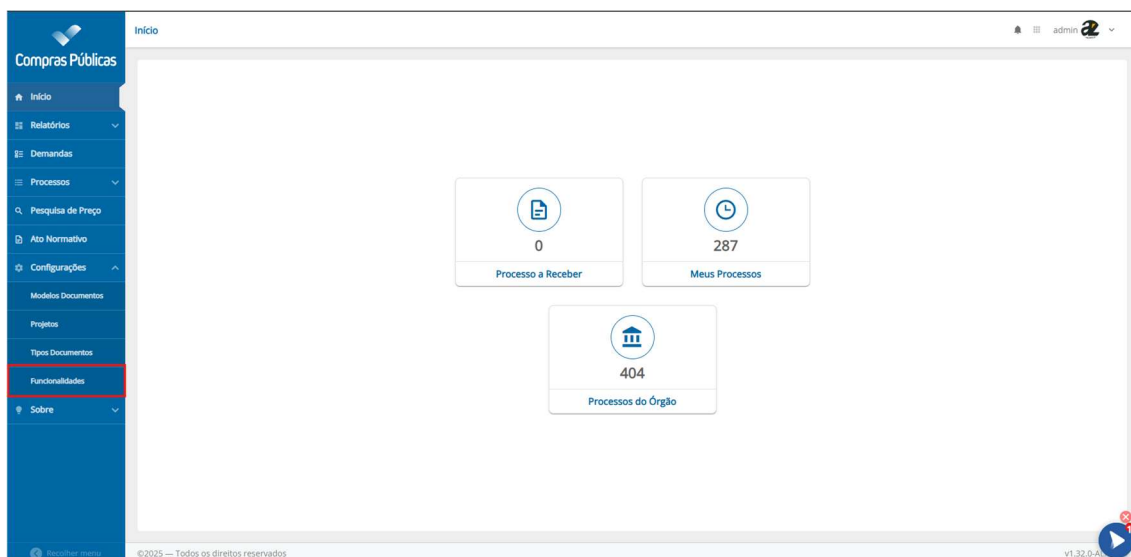 Compras Públicas
Início
Relatórios
Demandas
Processos
Pesquisa de Preço
Ato Normativo
Configurações
Modelos Documentos
Projetos
Tipos Documentos
Funcionalidades
Sobre
Recolher menu
Início
admin
0
Processo a Receber
287
Meus Processos
404
Processos do Órgão
©2025 — Todos os direitos reservados